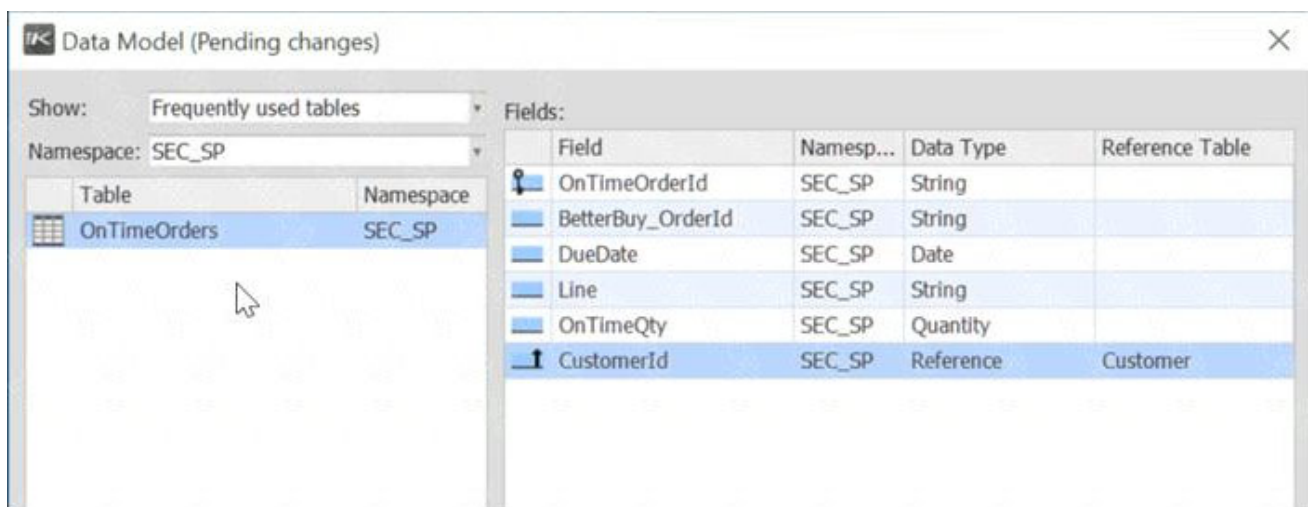 Data Model (Pending changes)
Show: Frequently used tables
Namespace: SEC_SP
Table Namespace
OnTimeOrders SEC_SP
Fields:
Field Namesp... Data Type Reference Table
OnTimeOrderId SEC_SP String
BetterBuy_OrderId SEC_SP String
DueDate SEC_SP Date
Line SEC_SP String
OnTimeQty SEC_SP Quantity
CustomerId SEC_SP Reference Customer